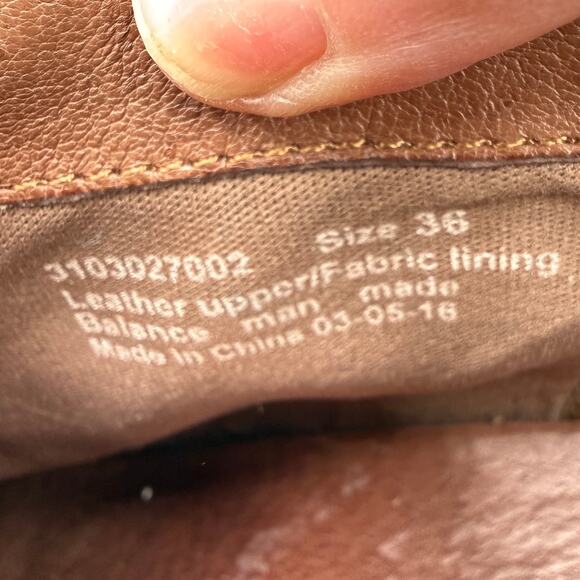 3103027002 Size 36
Leather upper/Fabric lining
Balance man made
Made in China 03-05-16